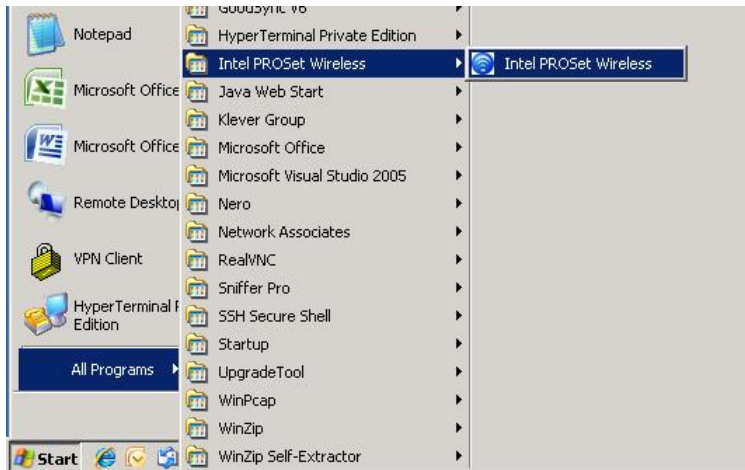 Notepad
Microsoft Office
Microsoft Office
Remote Deskto
VPN Client
HyperTerminal
Edition
All Programs
Start
GoodSync V6
HyperTerminal Private Edition
Intel PROSet Wireless
Java Web Start
Klever Group
Microsoft Office
Microsoft Visual Studio 2005
Nero
Network Associates
RealVNC
Sniffer Pro
SSH Secure Shell
Startup
UpgradeTool
WinPcap
WinZip
WinZip Self-Extractor
Intel PROSet Wireless